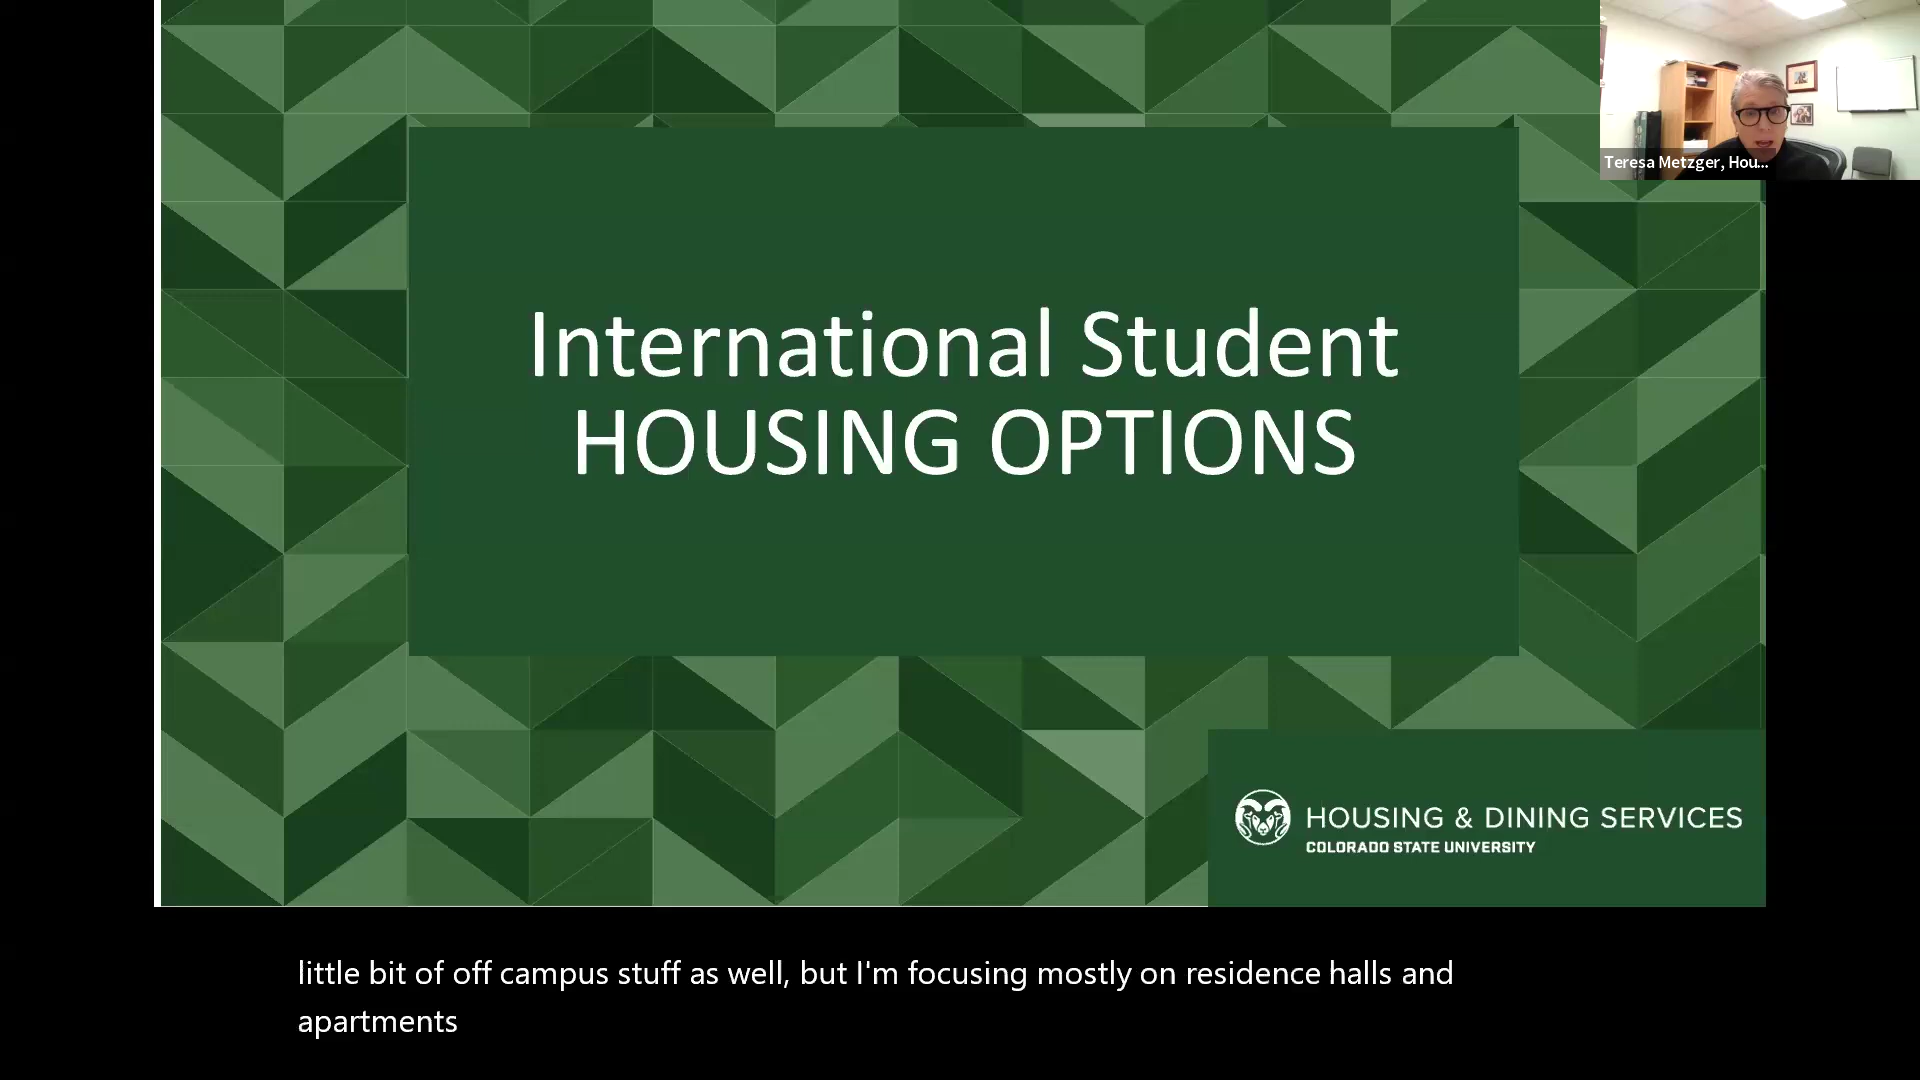 Teresa Metzger, Hou...
International Student
HOUSING OPTIONS
HOUSING & DINING SERVICES
COLORADO STATE UNIVERSITY
little bit of off campus stuff as well, but I'm focusing mostly on residence halls and
apartments